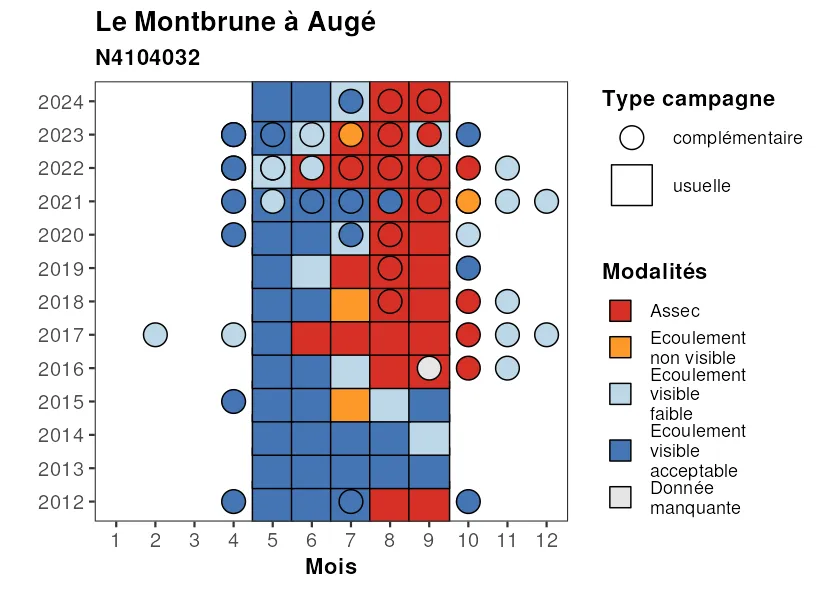 Le Montbrune à Augé
N4104032
2024
2023
2022
2021
2020
2019
2018
2017
2016
2015
2014
2013
2012
1 2 3 4 5 6 7 8 9 10 11 12
Mois
Type campagne
complémentaire
usuelle
Modalités
Assec
Ecoulement
non visible
Ecoulement
visible
faible
Ecoulement
visible
acceptable
Donnée
manquante